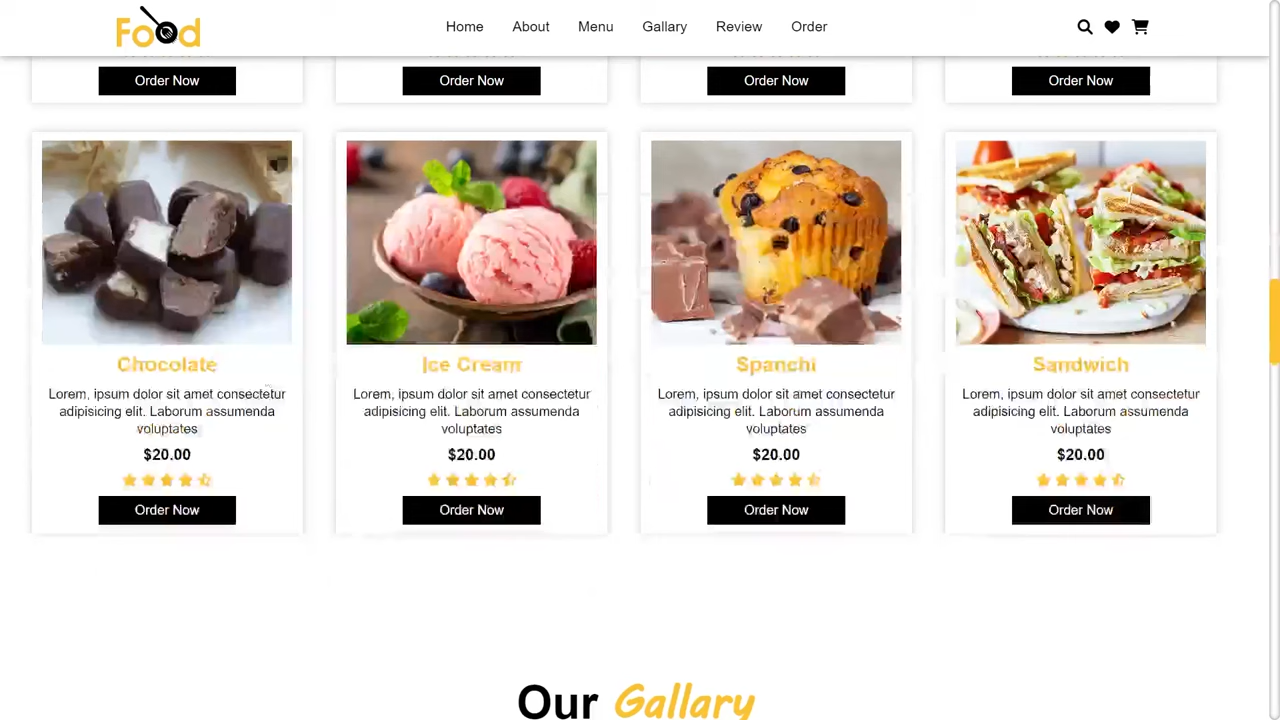 Food
Home About Menu Gallary Review Order
Order Now Order Now Order Now Order Now
Chocolate Ice Cream Spanchi Sandwich
Lorem, ipsum dolor sit amet consectetur Lorem, ipsum dolor sit amet consectetur Lorem, ipsum dolor sit amet consectetur Lorem, ipsum dolor sit amet consectetur
adipisicing elit. Laborum assumenda adipisicing elit. Laborum assumenda adipisicing elit. Laborum assumenda adipisicing elit. Laborum assumenda
voluptates voluptates voluptates voluptates
$20.00 $20.00 $20.00 $20.00
Order Now Order Now Order Now Order Now
Our Gallary